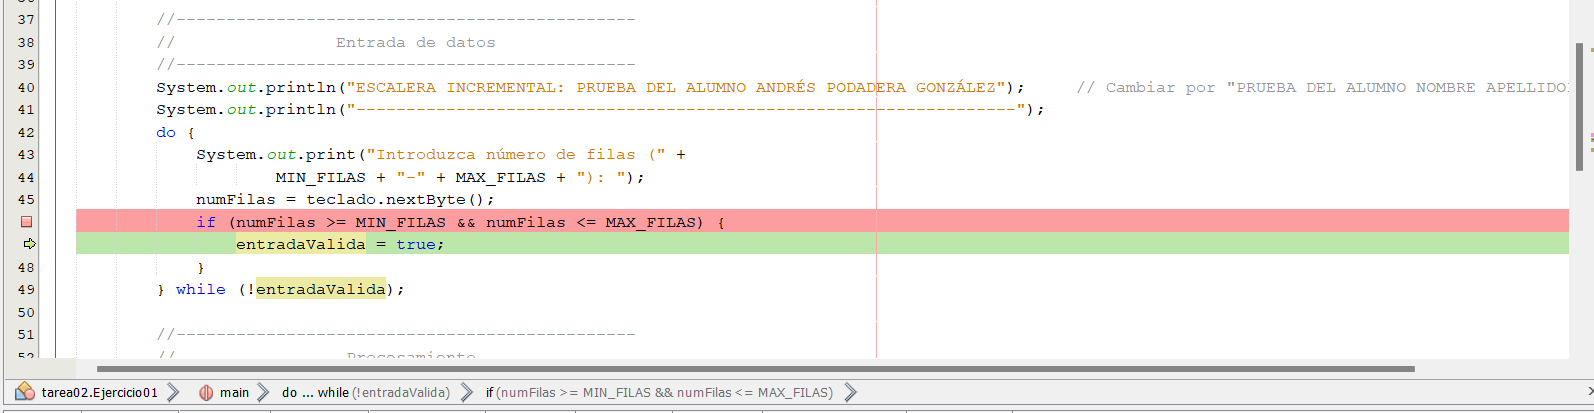 37 //----------------------------------------------
38 // Entrada de datos
39 //----------------------------------------------
40 System.out.println("ESCALERA INCREMENTAL: PRUEBA DEL ALUMNO ANDRÉS PODADERA GONZÁLEZ"); // Cambiar por "PRUEBA DEL ALUMNO NOMBRE APELLIDO
41 System.out.println("------------------------------------------------------------------");
42 do {
43 System.out.print("Introduzca número de filas (" +
44 MIN_FILAS + "-" + MAX_FILAS + "): ");
45 numFilas = teclado.nextByte();
if (numFilas >= MIN_FILAS && numFilas <= MAX_FILAS) {
entradaValida = true;
48 }
49 } while (!entradaValida);
50
51 //----------------------------------------------
52 // Procesamiento
tarea02.Ejercicio01 main do ... while (!entradaValida) if (numFilas >= MIN_FILAS && numFilas <= MAX_FILAS)